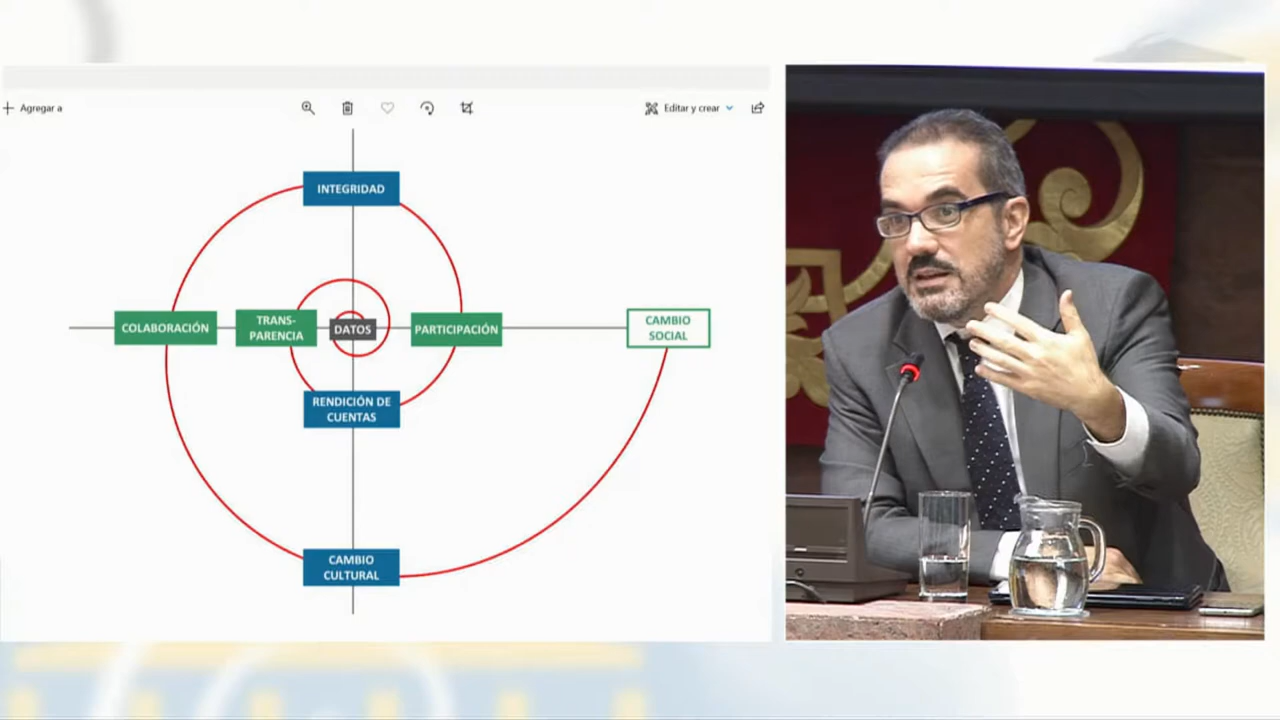 Agregar a
Editar y crear
INTEGRIDAD
COLABORACIÓN
TRANS-
PARENCIA
DATOS
PARTICIPACIÓN
CAMBIO
SOCIAL
RENDICIÓN DE
CUENTAS
CAMBIO
CULTURAL